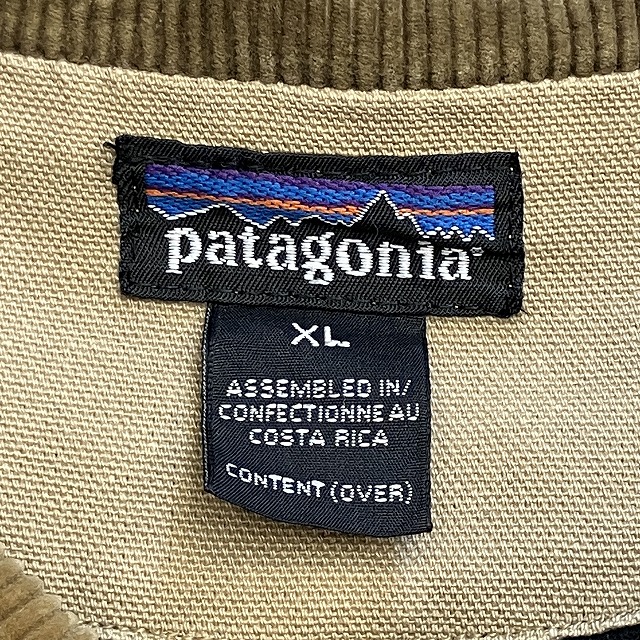 patagonia®
XL
ASSEMBLED IN/
CONFECTIONNE AU
COSTA RICA
CONTENT (OVER)